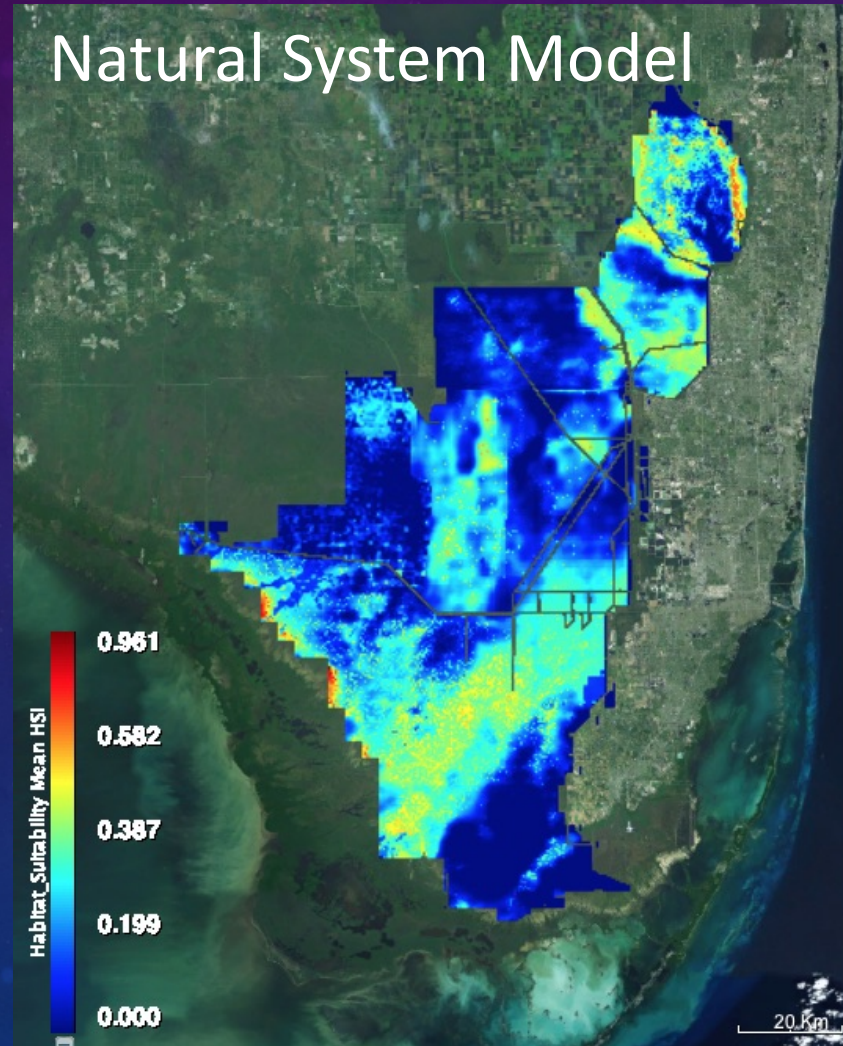 Natural System Model
Habitat_Suitability Mean HSI
0.961
0.582
0.387
0.199
0.000
20 Km